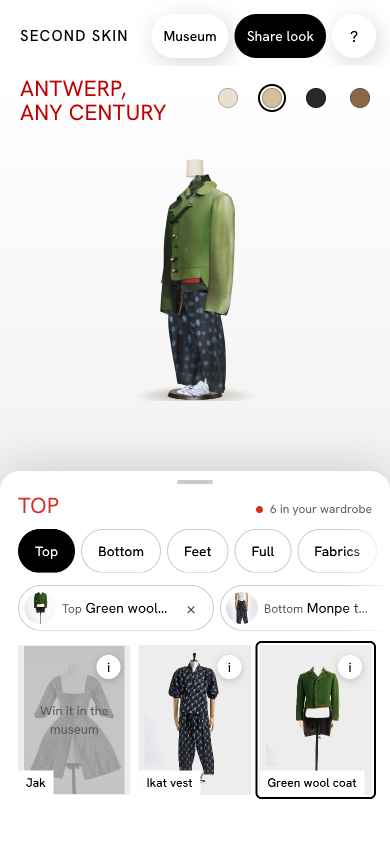 SECOND SKIN
Museum
Share look
?
ANTWERP,
ANY CENTURY
TOP
6 in your wardrobe
Top
Bottom
Feet
Full
Fabrics
Top Green wool... ×
Bottom Monpe t...
i
i
i
Win it in the
museum
Jak
Ikat vest
Green wool coat